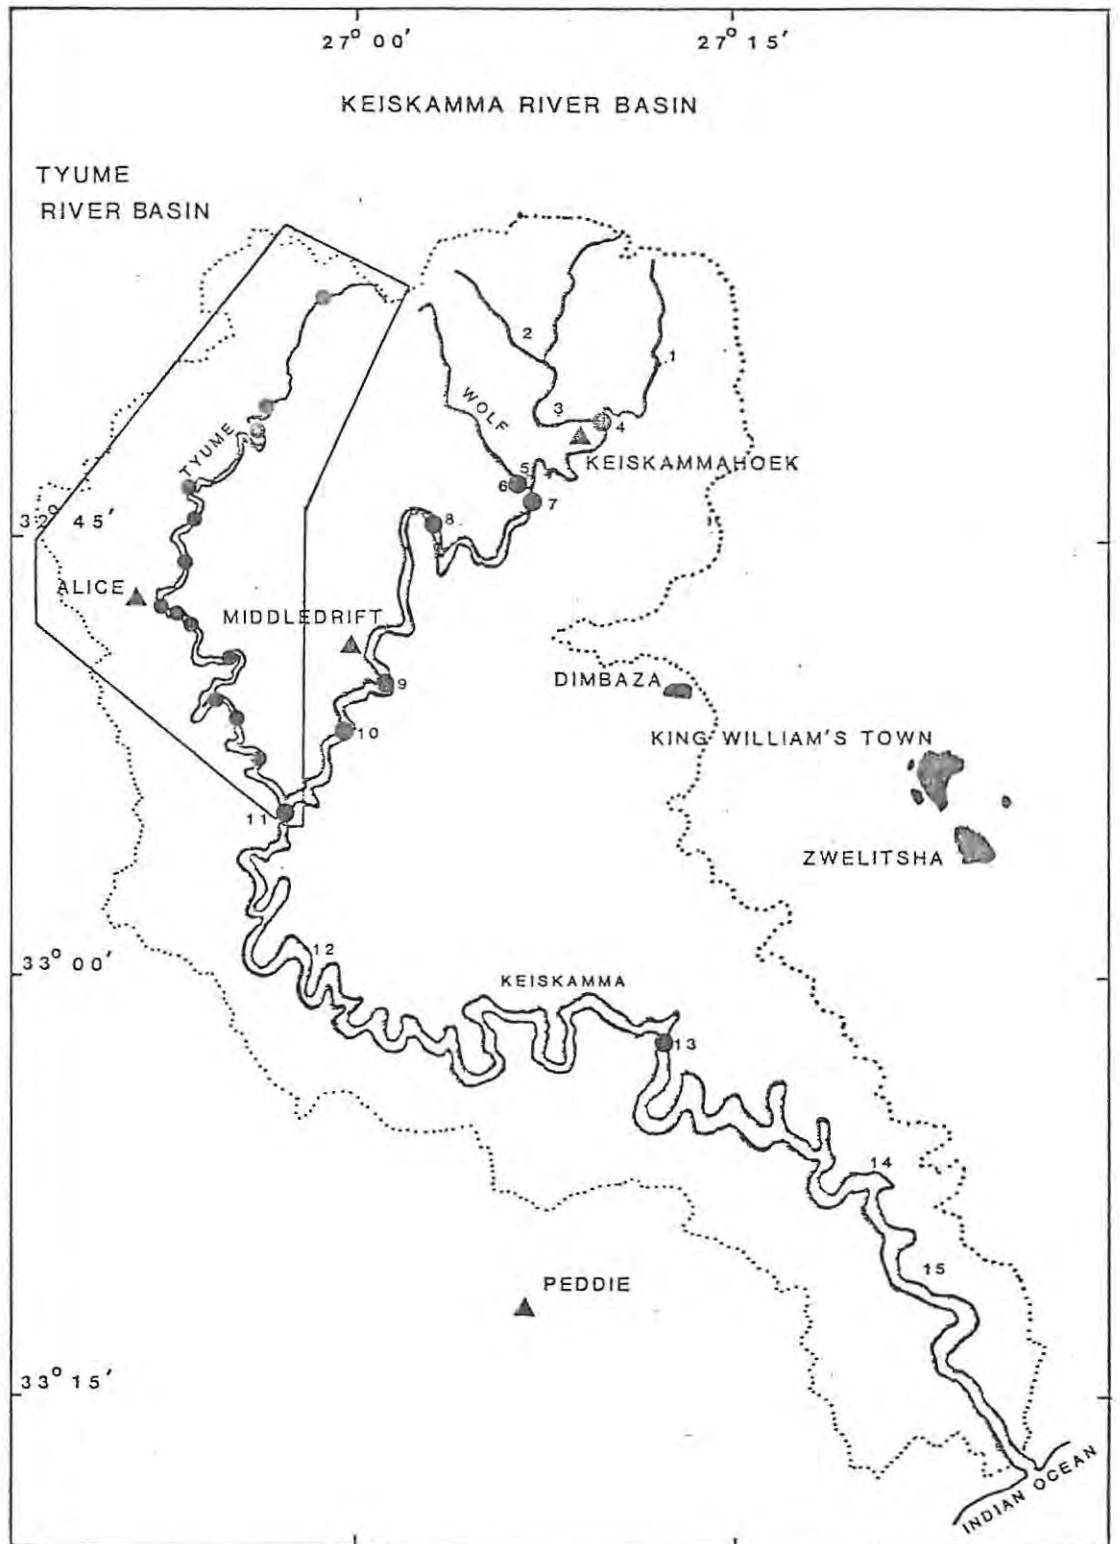 27° 00′
27° 15′
KEISKAMMA RIVER BASIN
TYUME
RIVER BASIN
2
1
WOLF
3
4
TYUME
KEISKAMMAHOEK
5
6
7
32° 45′
8
ALICE
MIDDLEDRIFT
9
DIMBAZA
10
KING WILLIAM'S TOWN
11
ZWELITSHA
12
33° 00′
KEISKAMMA
13
14
15
PEDDIE
33° 15′
INDIAN OCEAN